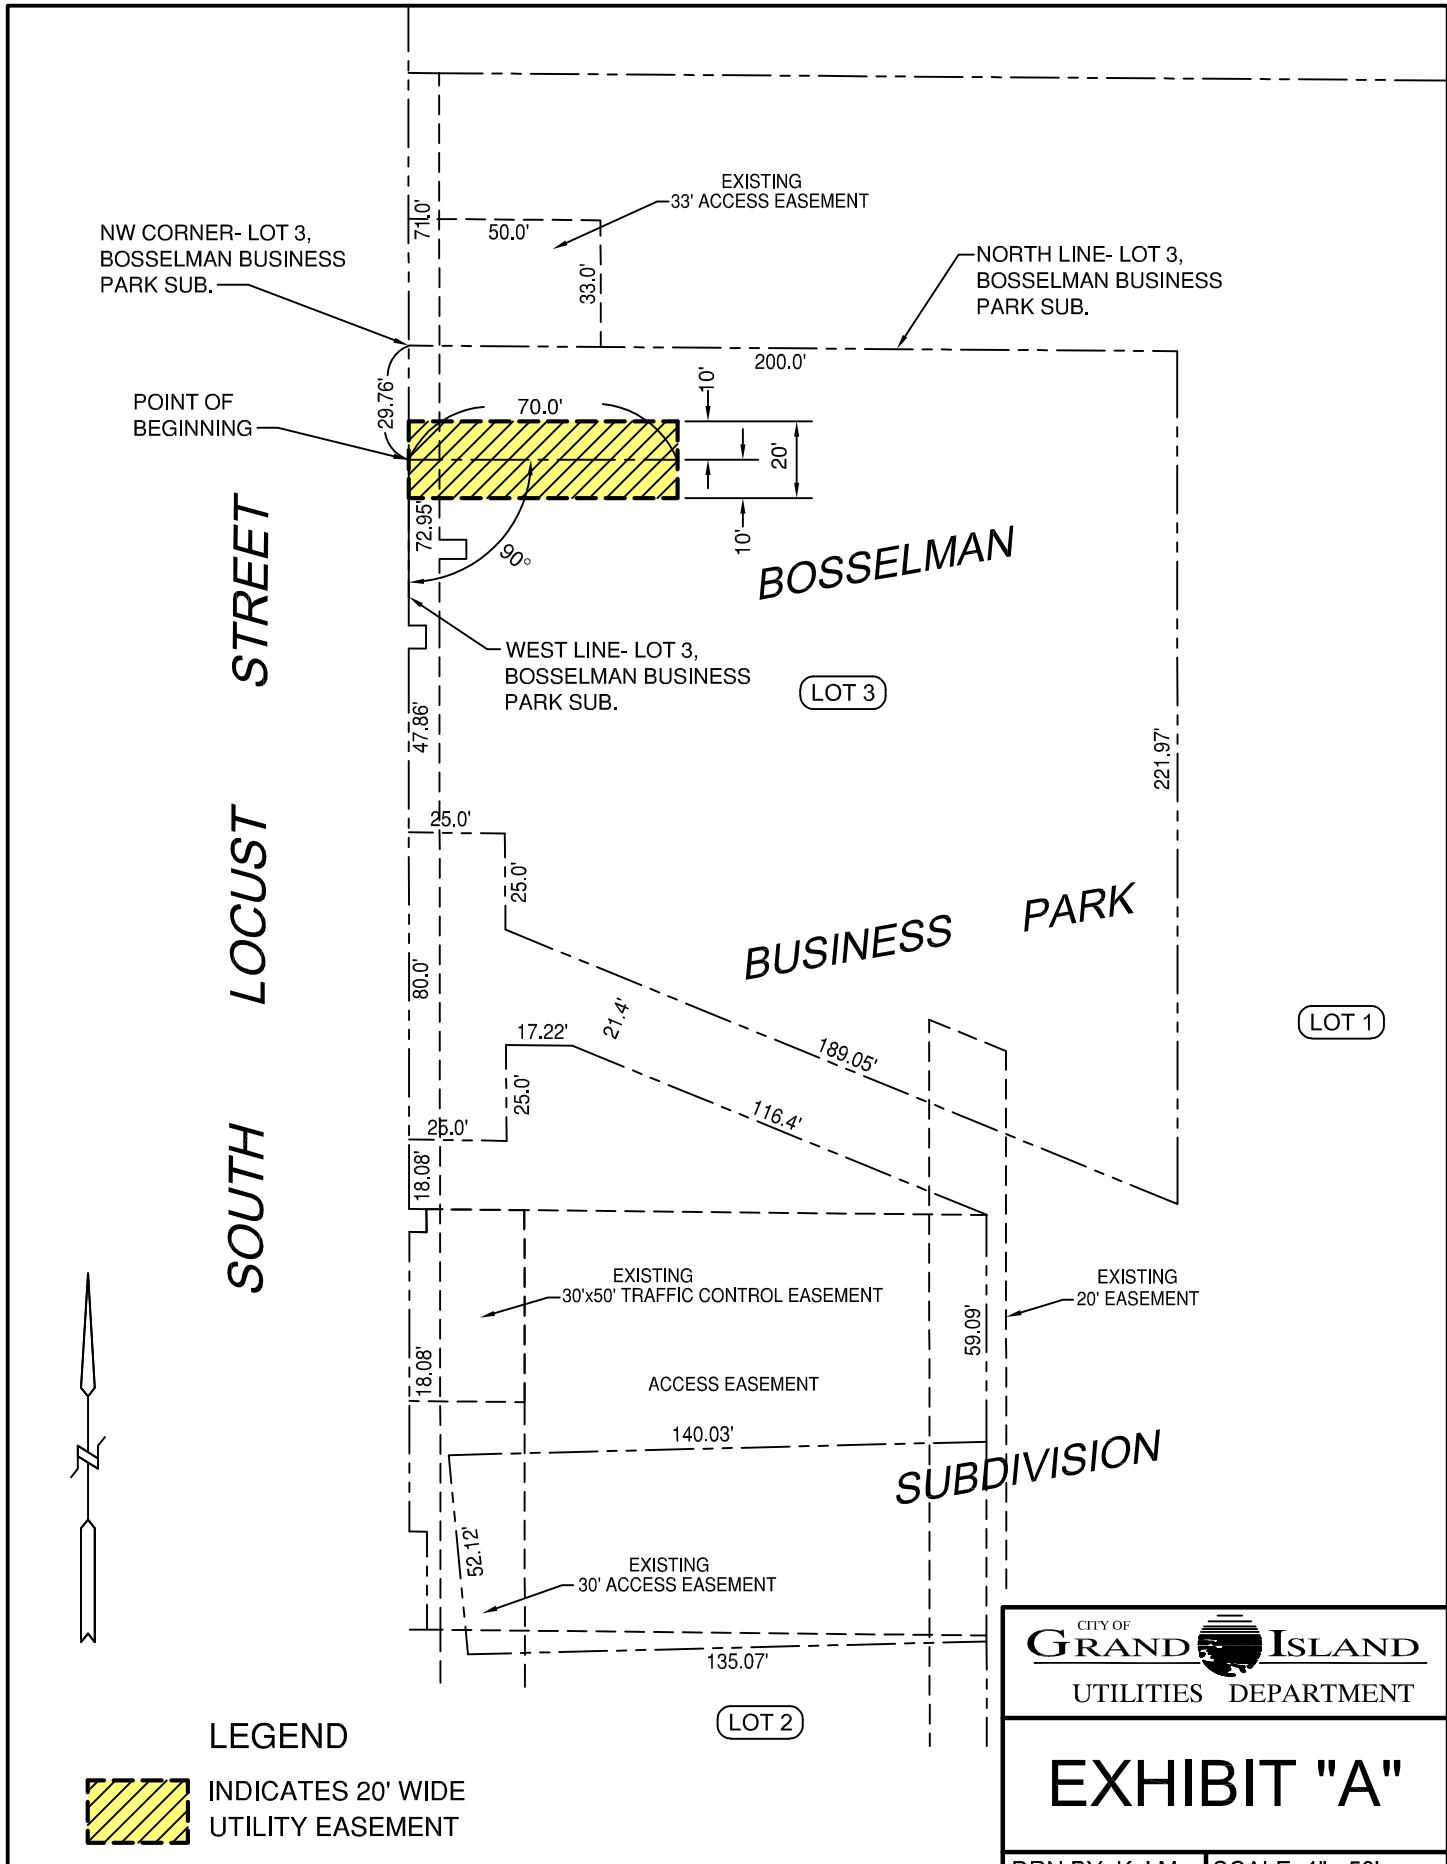 EXISTING
33' ACCESS EASEMENT
71.0'
50.0'
33.0'
NW CORNER- LOT 3,
BOSSELMAN BUSINESS
PARK SUB.
NORTH LINE- LOT 3,
BOSSELMAN BUSINESS
PARK SUB.
200.0'
29.76'
POINT OF
BEGINNING
70.0'
10'
20'
10'
72.95'
90°
BOSSELMAN
WEST LINE- LOT 3,
BOSSELMAN BUSINESS
PARK SUB.
LOT 3
47.86'
221.97'
25.0'
25.0'
BUSINESS PARK
80.0'
LOT 1
17.22'
21.4'
189.05'
25.0'
116.4'
25.0'
18.08'
SOUTH LOCUST STREET
EXISTING
30'x50' TRAFFIC CONTROL EASEMENT
EXISTING
20' EASEMENT
59.09'
18.08'
ACCESS EASEMENT
140.03'
SUBDIVISION
52.12'
EXISTING
30' ACCESS EASEMENT
135.07'
LOT 2
LEGEND
INDICATES 20' WIDE
UTILITY EASEMENT
CITY OF
GRAND ISLAND
UTILITIES DEPARTMENT
EXHIBIT "A"